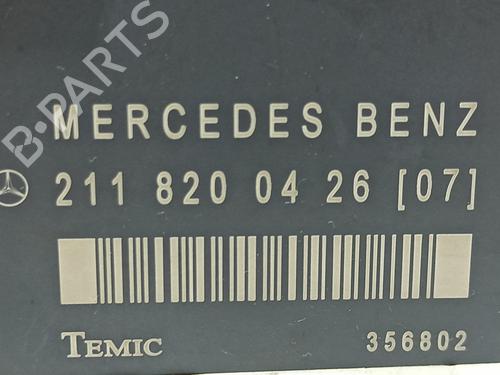 B-PARTS
MERCEDES BENZ
211 820 04 26 [07]
TEMIC 356802